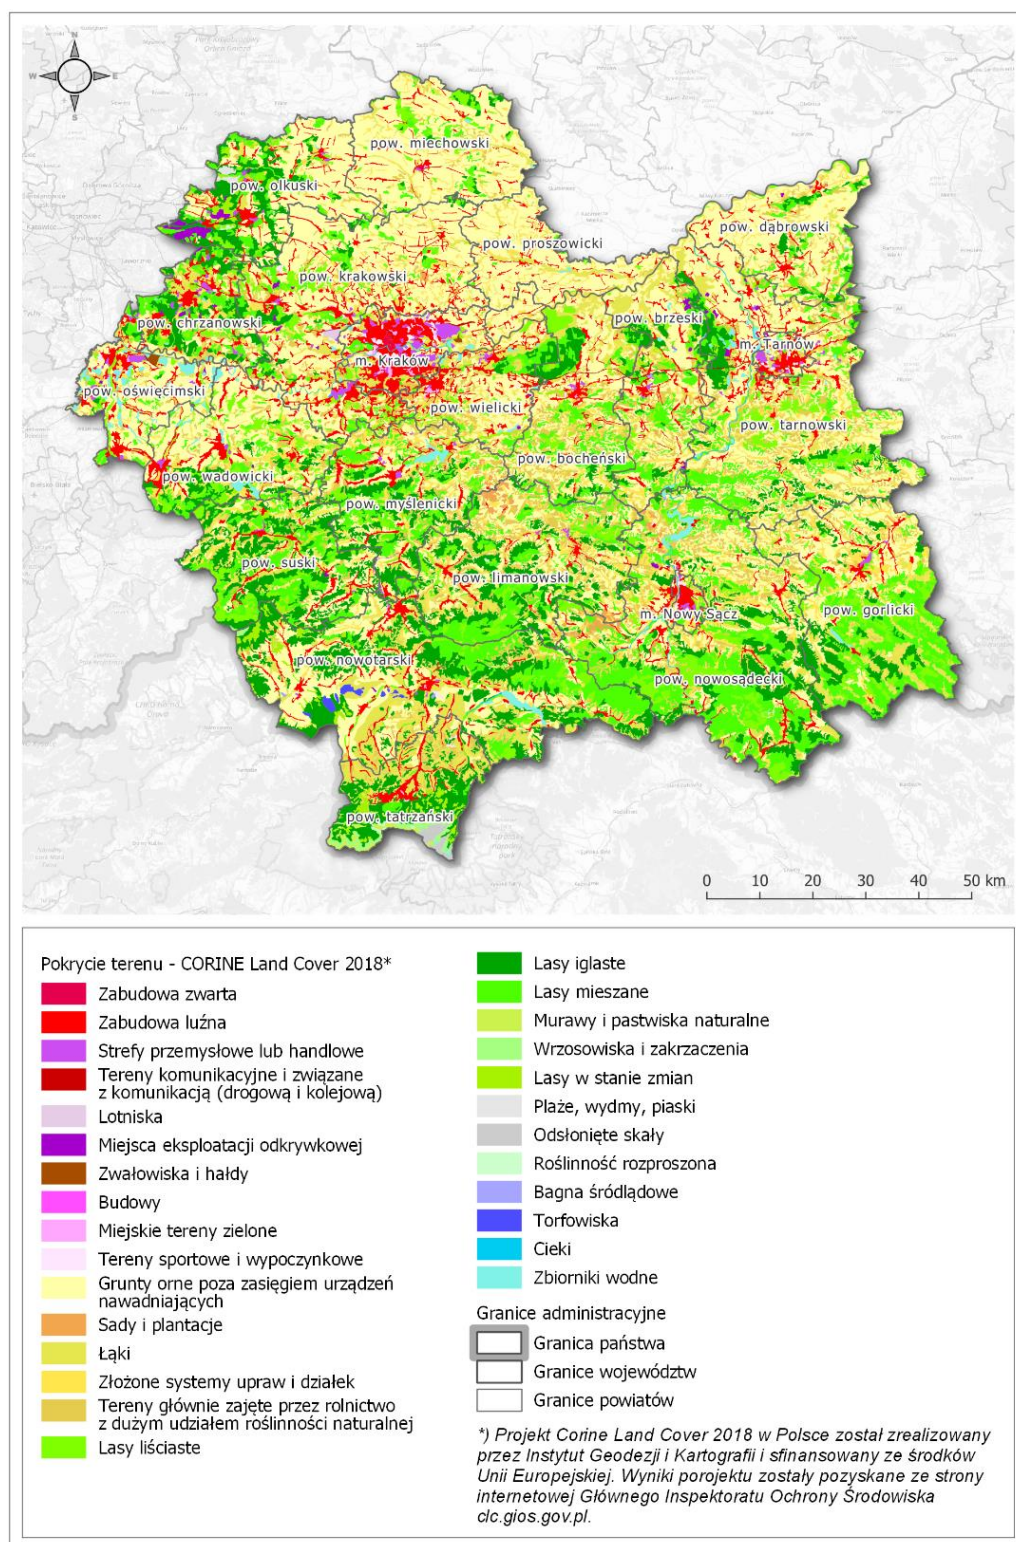 N
W
E
S
pow. miechowski
pow. olkuski
pow. dąbrowski
pow. proszowicki
pow. krakowski
pow. brzeski
pow. chrzanowski
m. Tarnów
m. Kraków
pow. oświęcimski
pow. wielicki
pow. tarnowski
pow. bocheński
pow. wadowicki
pow. myślenicki
pow. suski
pow. limanowski
pow. gorlicki
m. Nowy Sącz
pow. nowotarski
pow. nowosądecki
pow. tatrzański
0 10 20 30 40 50 km
Pokrycie terenu - CORINE Land Cover 2018*
Zabudowa zwarta
Zabudowa luźna
Strefy przemysłowe lub handlowe
Tereny komunikacyjne i związane
z komunikacją (drogową i kolejową)
Lotniska
Miejsca eksploatacji odkrywkowej
Zwałowiska i hałdy
Budowy
Miejskie tereny zielone
Tereny sportowe i wypoczynkowe
Grunty orne poza zasięgiem urządzeń
nawadniających
Sady i plantacje
Łąki
Złożone systemy upraw i działek
Tereny głównie zajęte przez rolnictwo
z dużym udziałem roślinności naturalnej
Lasy liściaste
Lasy iglaste
Lasy mieszane
Murawy i pastwiska naturalne
Wrzosowiska i zakrzaczenia
Lasy w stanie zmian
Plaże, wydmy, piaski
Odsłonięte skały
Roślinność rozproszona
Bagna śródlądowe
Torfowiska
Cieki
Zbiorniki wodne
Granice administracyjne
Granica państwa
Granice województw
Granice powiatów
*) Projekt Corine Land Cover 2018 w Polsce został zrealizowany
przez Instytut Geodezji i Kartografii i sfinansowany ze środków
Unii Europejskiej. Wyniki porojektu zostały pozyskane ze strony
internetowej Głównego Inspektoratu Ochrony Środowiska
clc.gios.gov.pl.